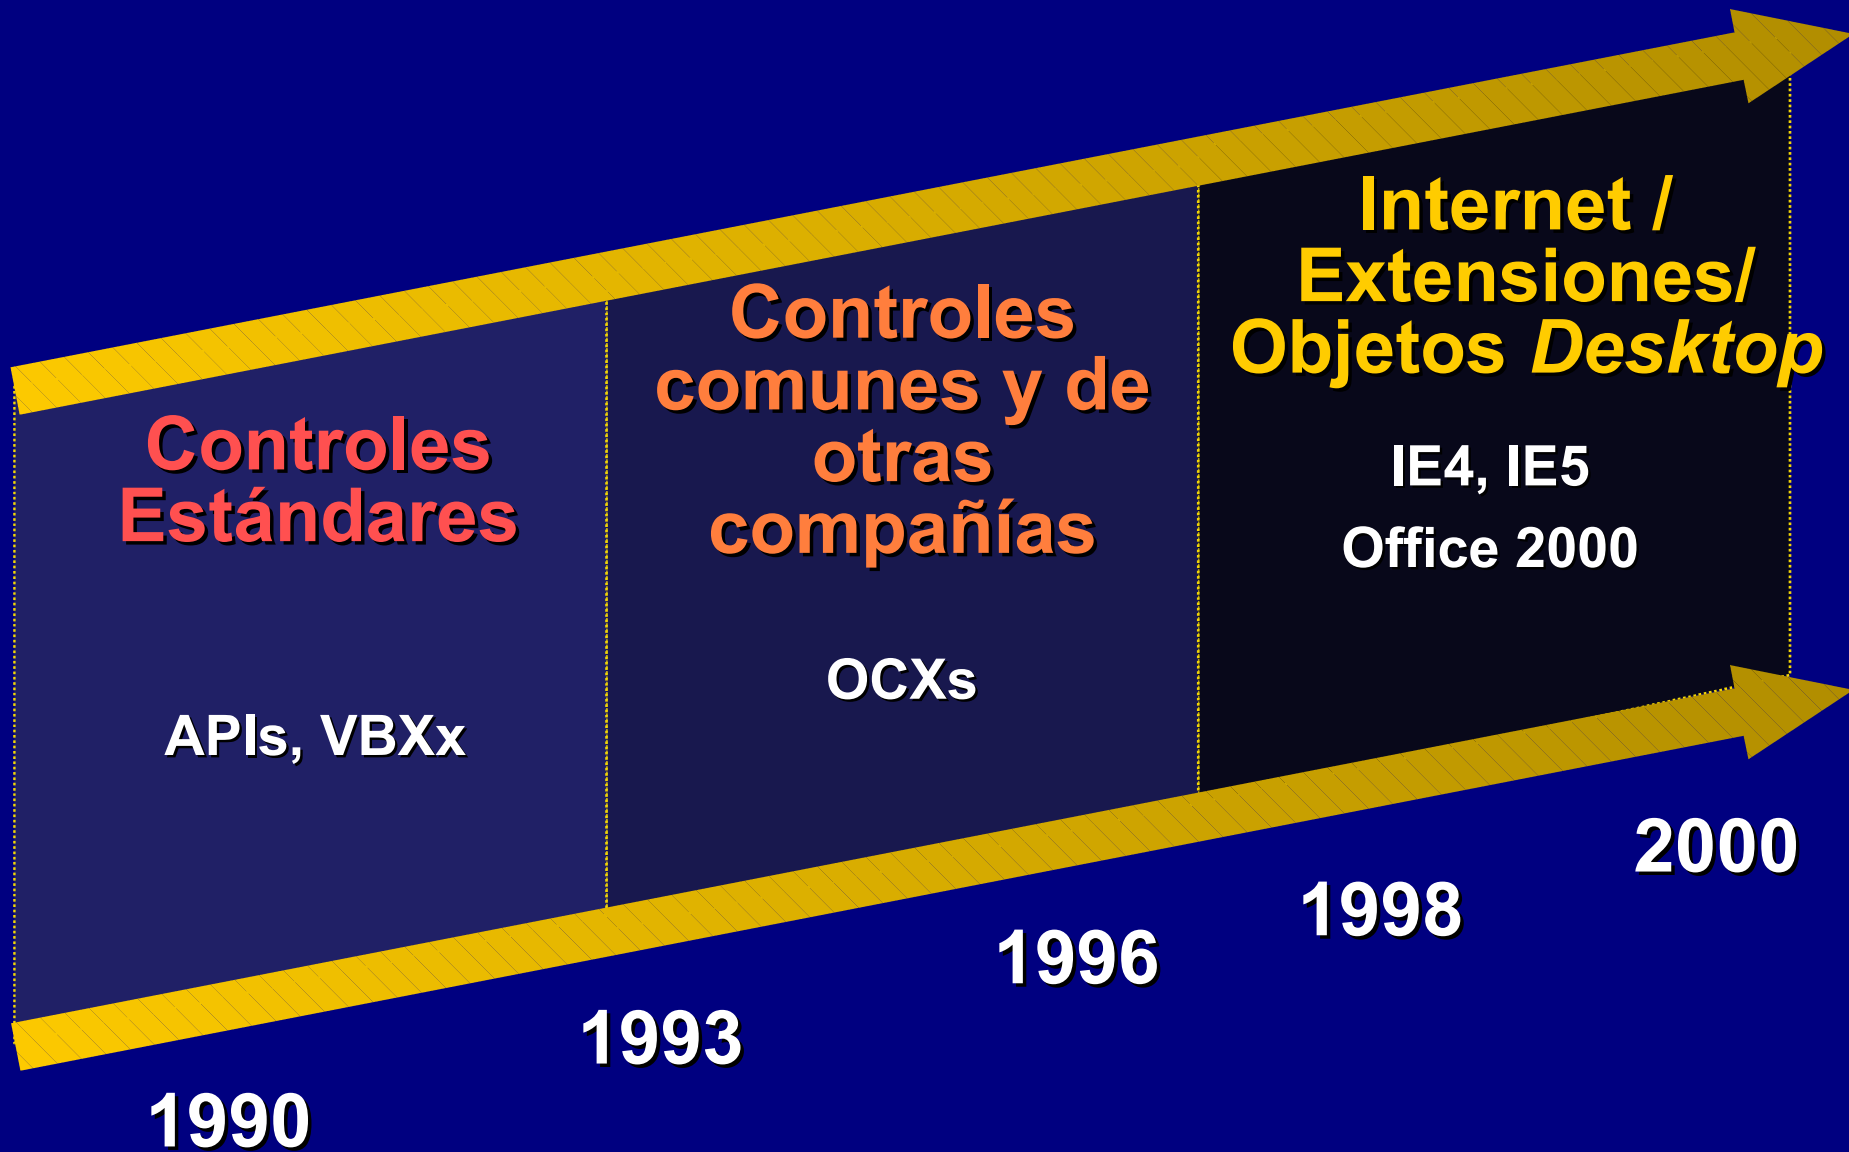 Controles
Estándares
APIs, VBXx
Controles
comunes y de
otras
compañías
OCXs
Internet /
Extensiones/
Objetos Desktop
IE4, IE5
Office 2000
1990
1993
1996
1998
2000